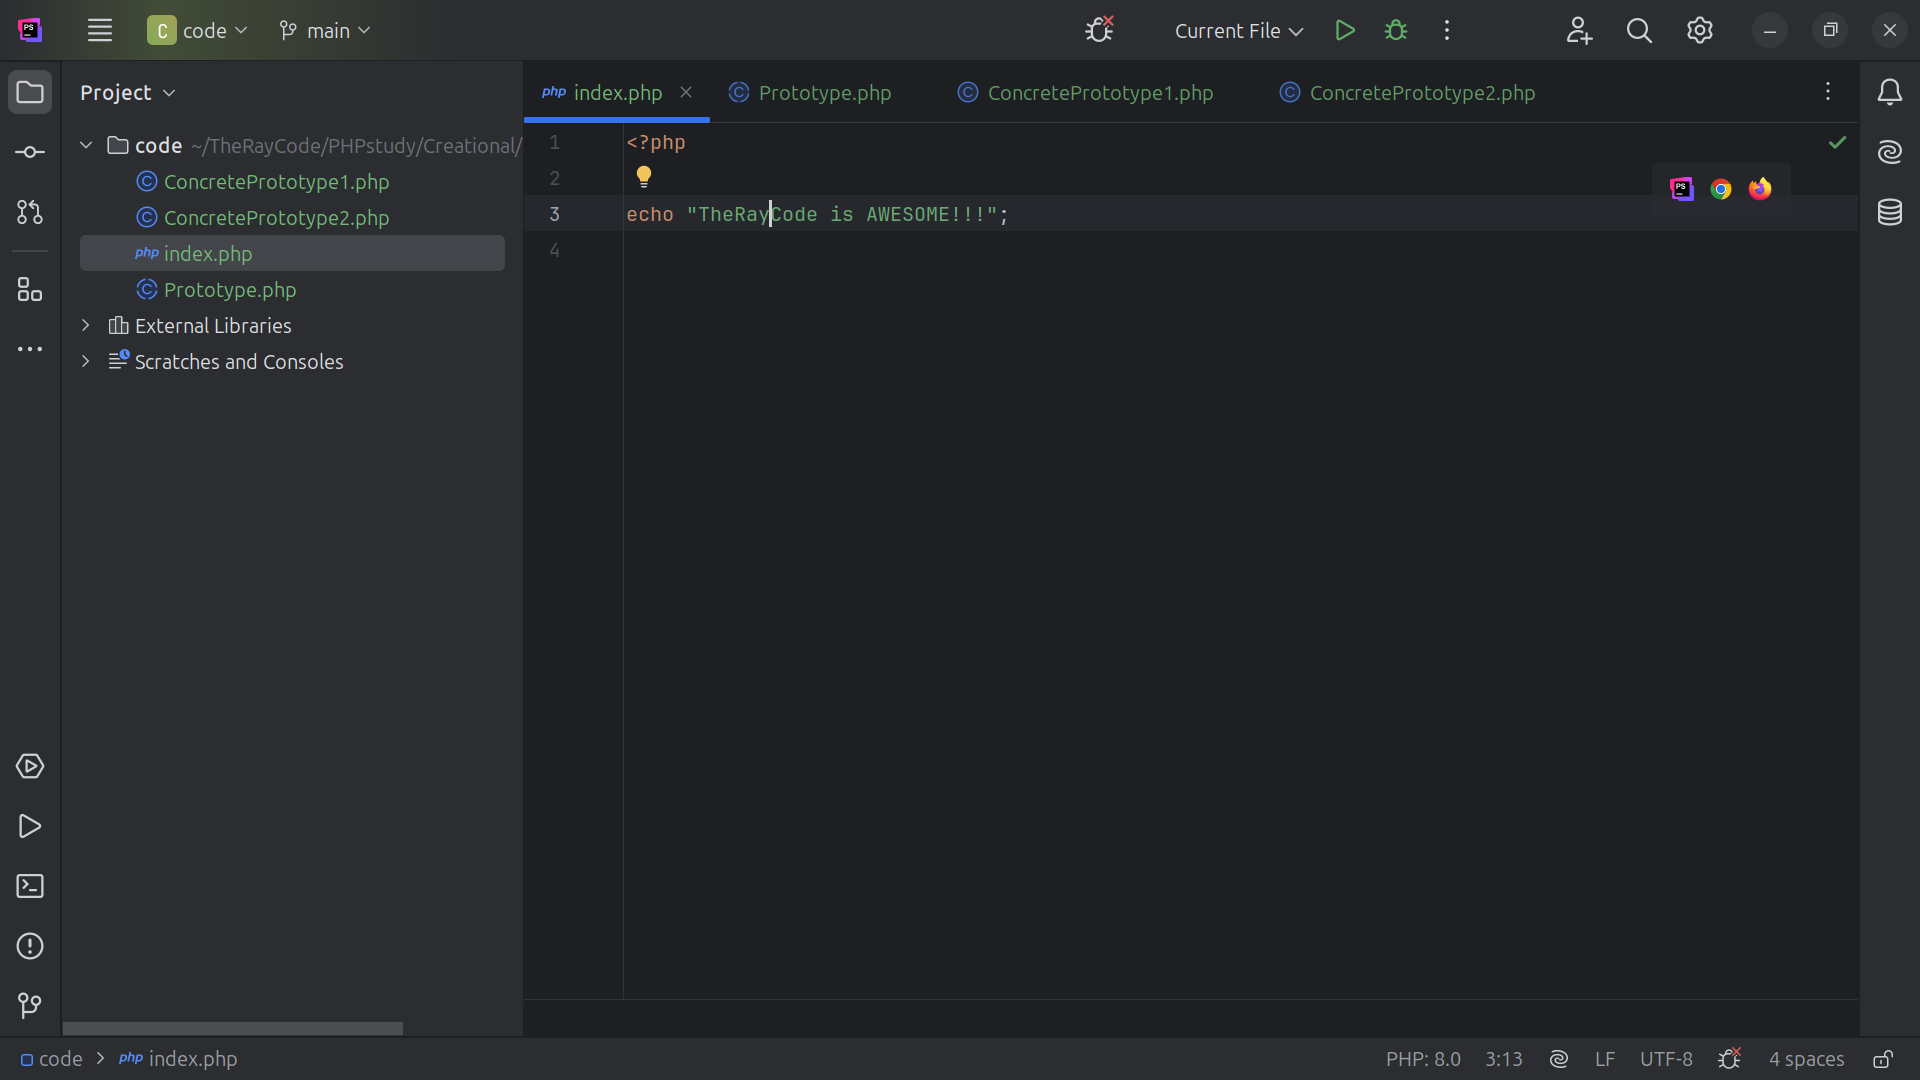 PS
C code main
Current File
Project
index.php
Prototype.php
ConcretePrototype1.php
ConcretePrototype2.php
code ~/TheRayCode/PHPstudy/Creational/
ConcretePrototype1.php
ConcretePrototype2.php
php index.php
Prototype.php
External Libraries
Scratches and Consoles
1 <?php
2
3 echo "TheRayCode is AWESOME!!!";
4
code > php index.php
PHP: 8.0 3:13 LF UTF-8 4 spaces